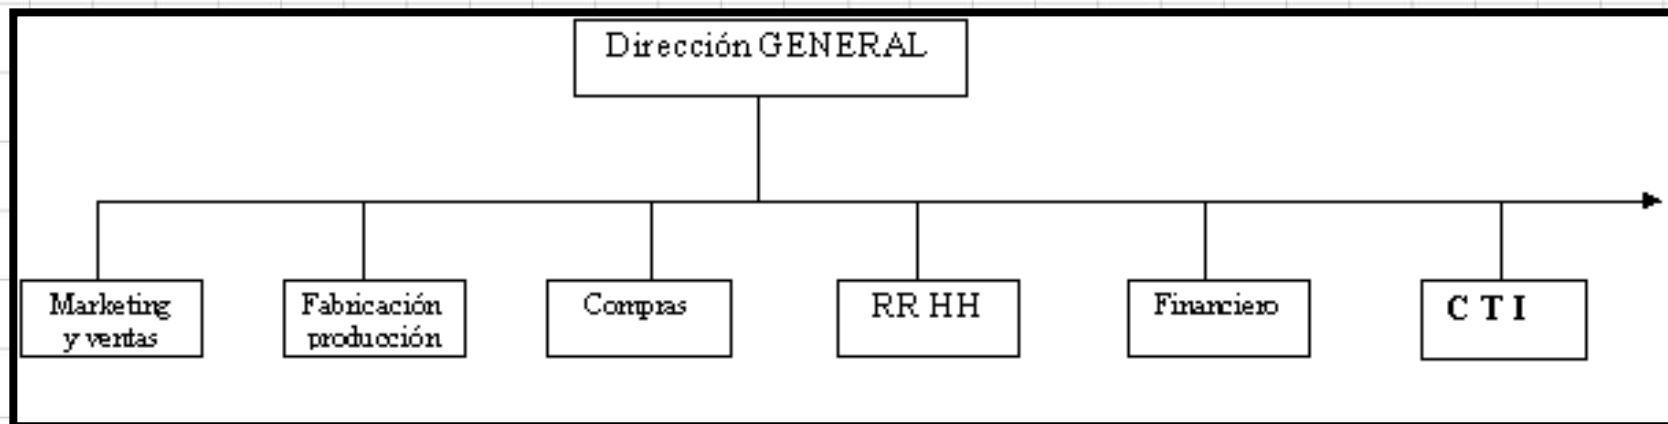 Dirección GENERAL
Marketing
y ventas
Fabricación
producción
Compras
RR HH
Financiero
C T I